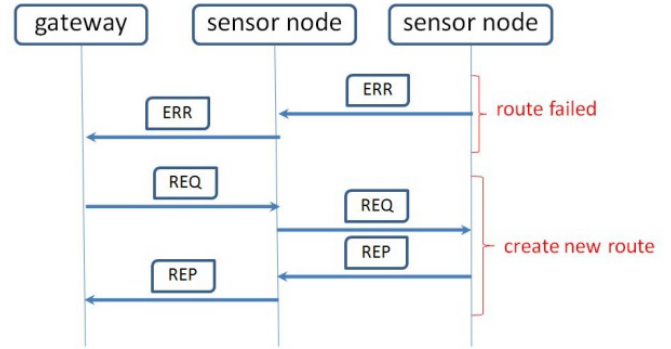 gateway
sensor node
sensor node
ERR
ERR
route failed
REQ
REQ
REP
REP
create new route